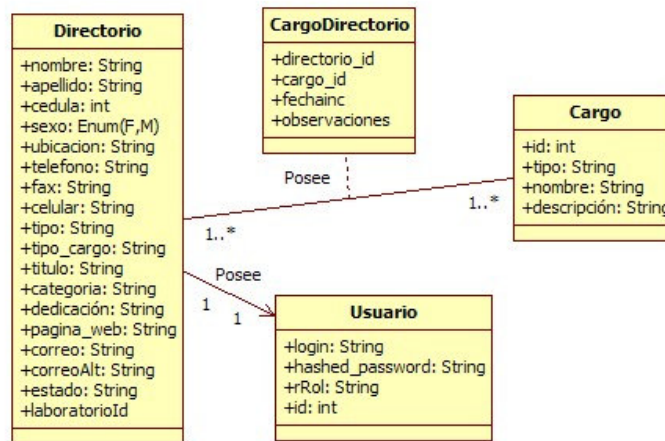 Directorio
+nombre: String
+apellido: String
+cedula: int
+sexo: Enum(F,M)
+ubicacion: String
+telefono: String
+fax: String
+celular: String
+tipo: String
+tipo_cargo: String
+titulo: String
+categoria: String
+dedicación: String
+pagina_web: String
+correo: String
+correoAlt: String
+estado: String
+laboratorioId
CargoDirectorio
+directorio_id
+cargo_id
+fechainc
+observaciones
Posee
1..*
1..*
Cargo
+id: int
+tipo: String
+nombre: String
+descripción: String
Posee
1
1
Usuario
+login: String
+hashed_password: String
+rRol: String
+id: int